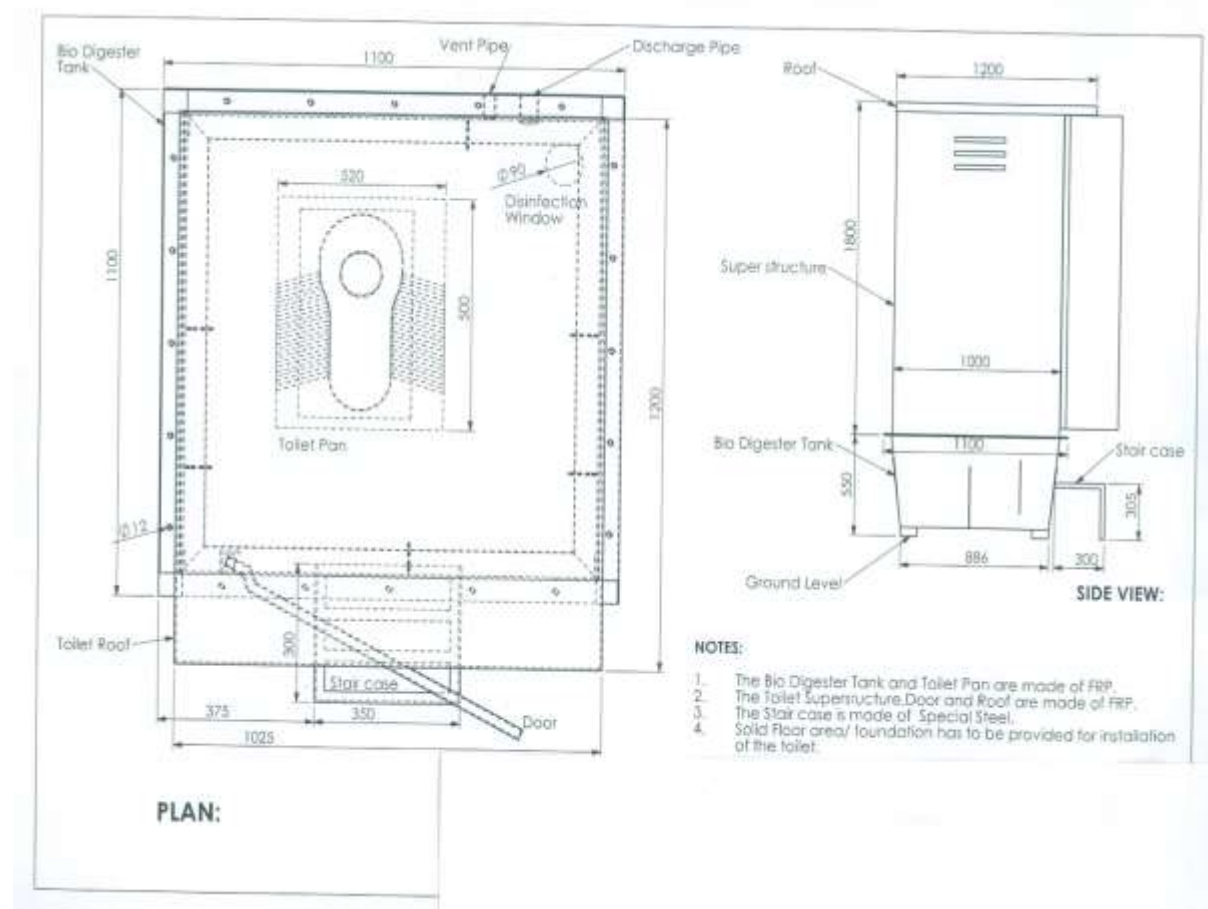 Bio Digester
Tank
1100
Vent Pipe
Discharge Pipe
1100
520
Φ90
Disinfection
Window
500
1200
Toilet Pan
Φ12
Toilet Roof
300
Stair case
Door
375
350
1025
PLAN:
Roof
1200
1800
Super structure
1000
Bio Digester Tank
1100
Stair case
550
305
886
300
Ground Level
SIDE VIEW:
NOTES:
1. The Bio Digester Tank and Toilet Pan are made of FRP.
2. The Toilet Supersructure,Door and Roof are made of FRP.
3. The Stair case is made of Special Steel.
4. Solid Floor area/ foundation has to be provided for installation
of the toilet.